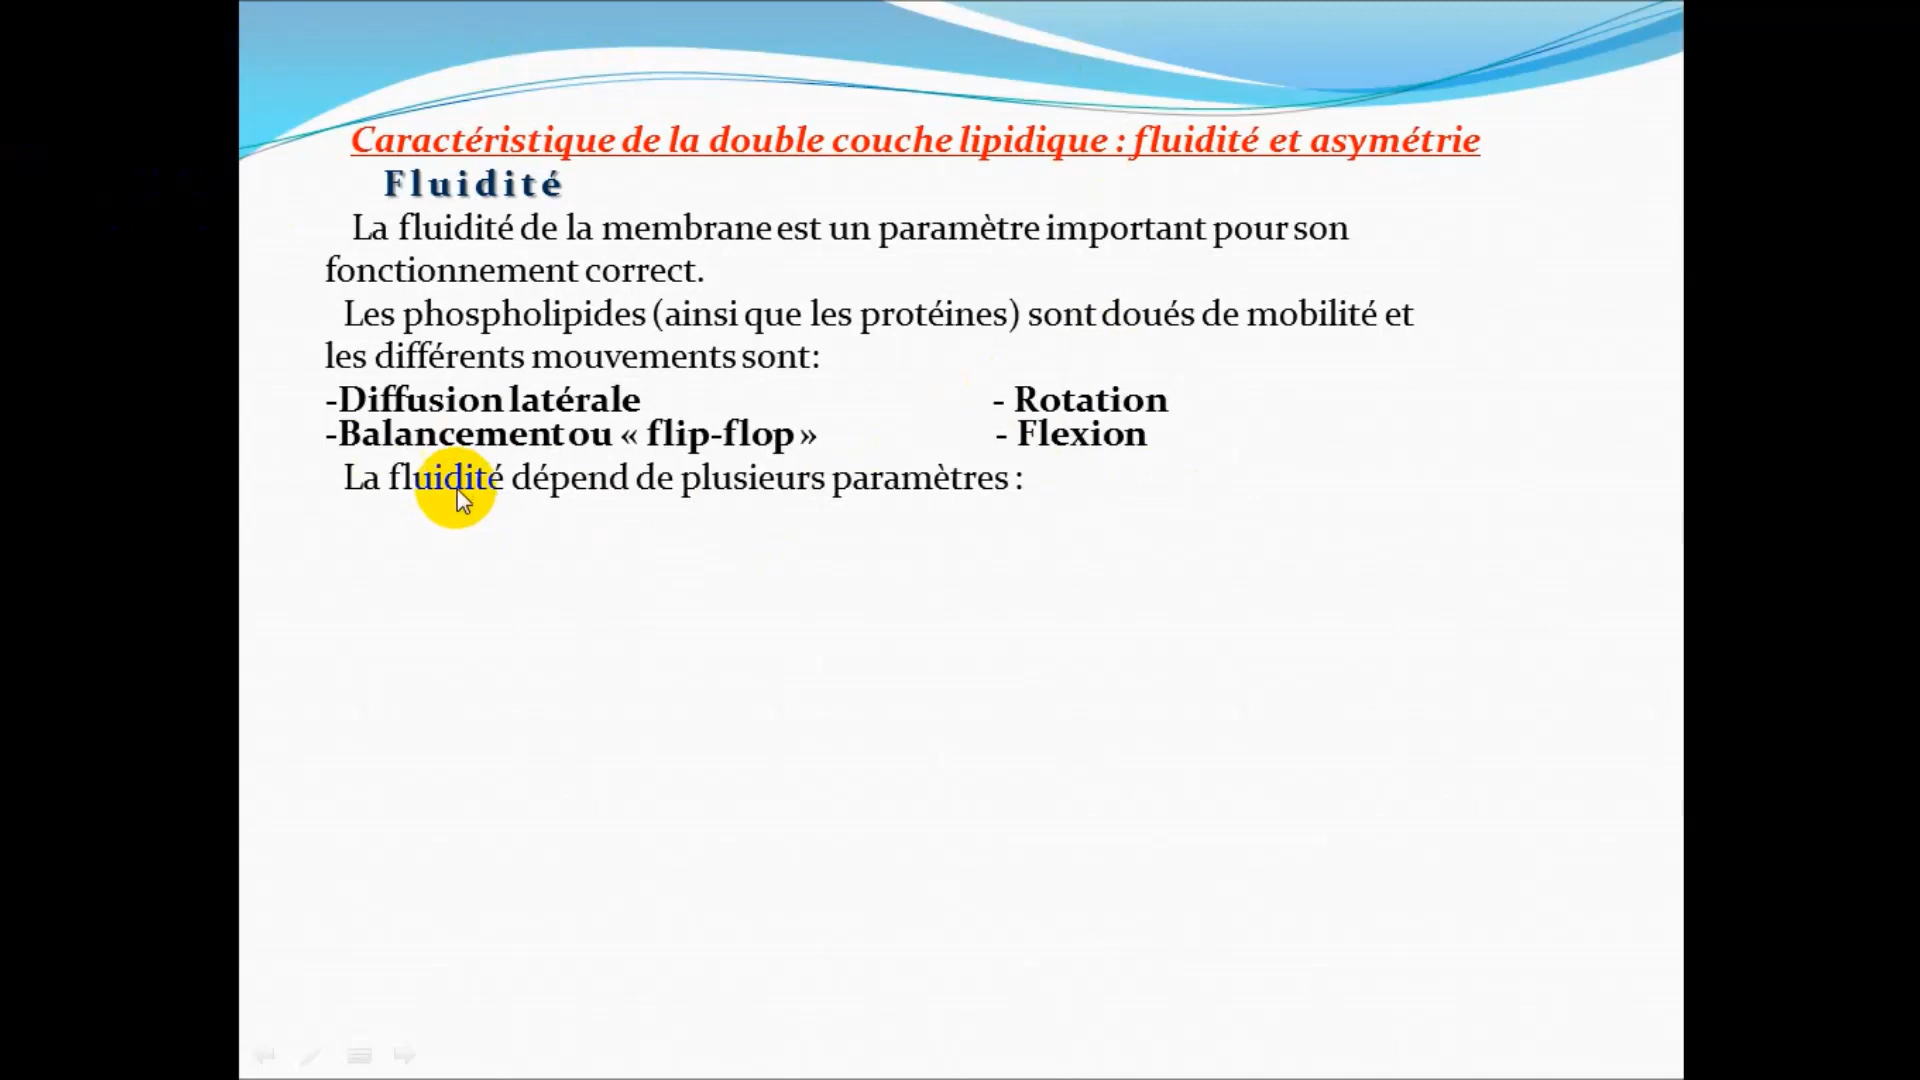 Caractéristique de la double couche lipidique : fluidité et asymétrie
Fluidité
La fluidité de la membrane est un paramètre important pour son
fonctionnement correct.
Les phospholipides (ainsi que les protéines) sont doués de mobilité et
les différents mouvements sont:
-Diffusion latérale - Rotation
-Balancement ou « flip-flop » - Flexion
La fluidité dépend de plusieurs paramètres :